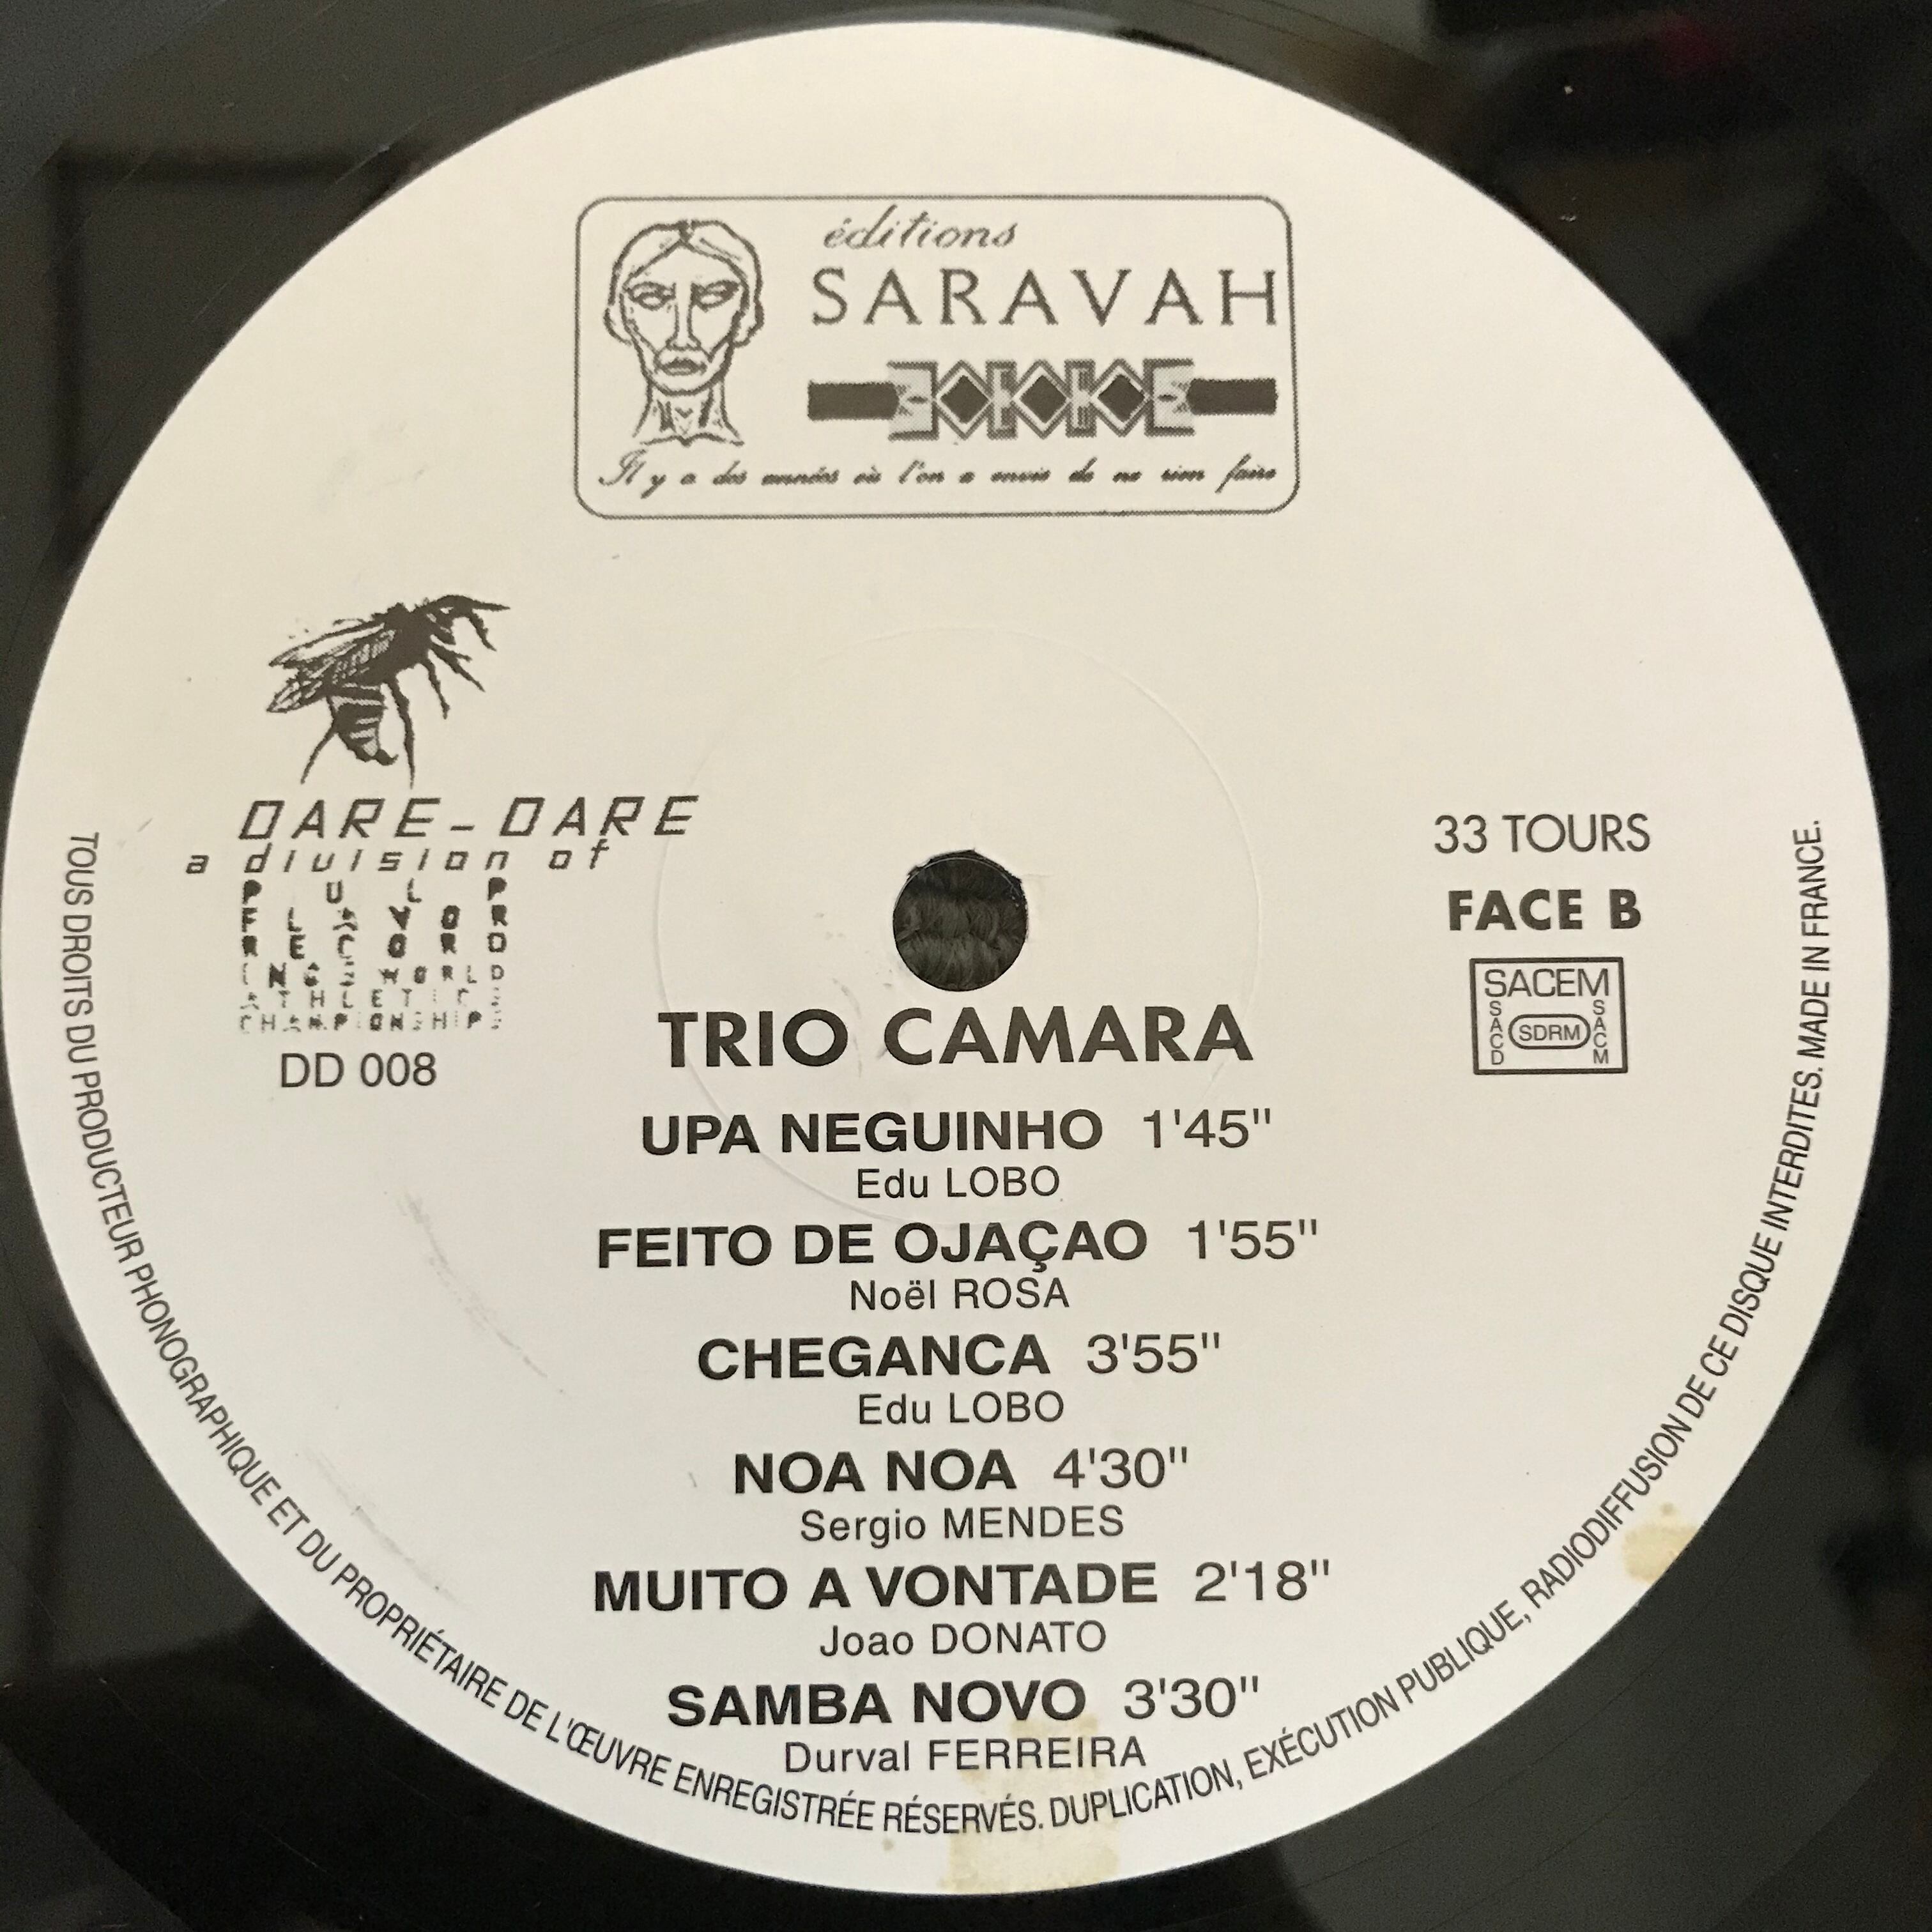 éditions
SARAVAH
Il y a des années où l'on a envie de ne rien faire
DARE-DARE
a division of
P U L P
F L A V O R
R E C O R D
WORLD
ATHLETICS
CHAMPIONSHIPS
DD 008
33 TOURS
FACE B
SACEM
SACD
SDRM
SACM
TRIO CAMARA
UPA NEGUINHO 1'45"
Edu LOBO
FEITO DE OJAÇAO 1'55"
Noël ROSA
CHEGANCA 3'55"
Edu LOBO
NOA NOA 4'30"
Sergio MENDES
MUITO A VONTADE 2'18"
Joao DONATO
SAMBA NOVO 3'30"
Durval FERREIRA
TOUS DROITS DU PRODUCTEUR PHONOGRAPHIQUE ET DU PROPRIÉTAIRE DE L'ŒUVRE ENREGISTRÉE RÉSERVÉS. DUPLICATION, EXÉCUTION PUBLIQUE, RADIODIFFUSION DE CE DISQUE INTERDITES. MADE IN FRANCE.